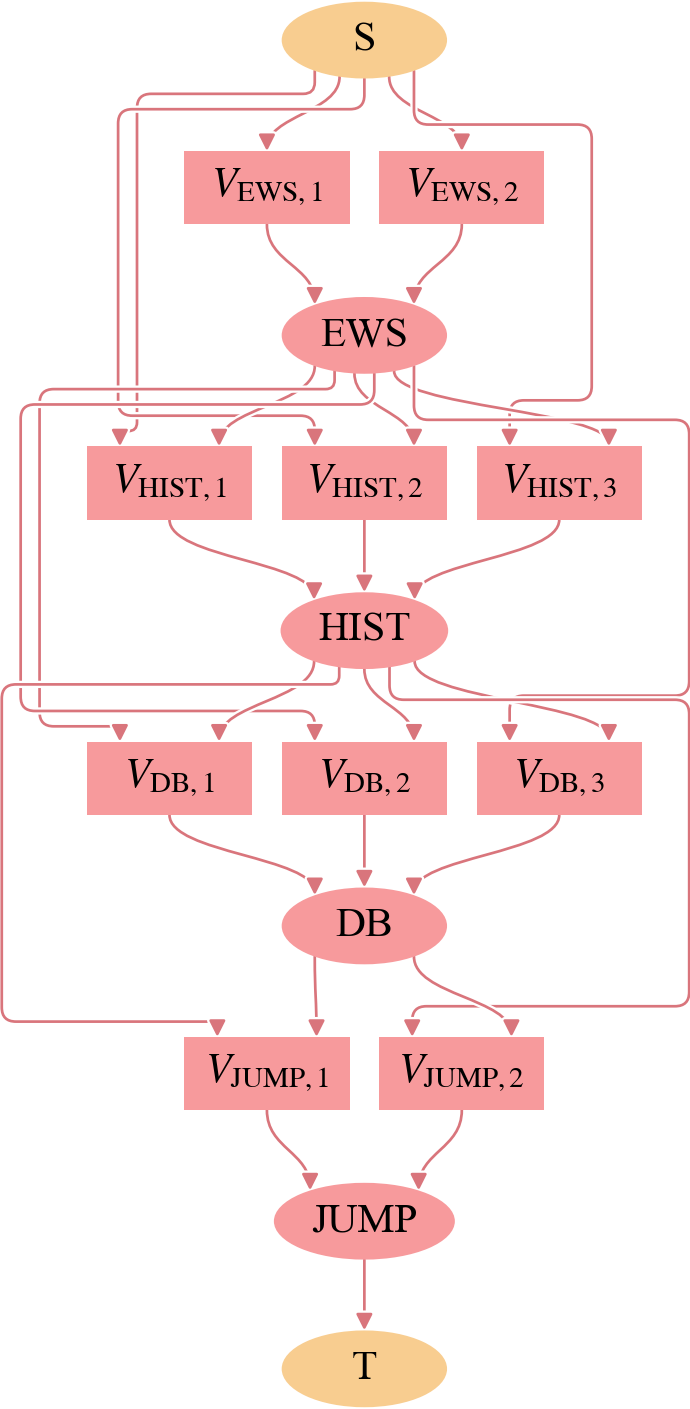 S
V_EWS, 1
V_EWS, 2
EWS
V_HIST, 1
V_HIST, 2
V_HIST, 3
HIST
V_DB, 1
V_DB, 2
V_DB, 3
DB
V_JUMP, 1
V_JUMP, 2
JUMP
T